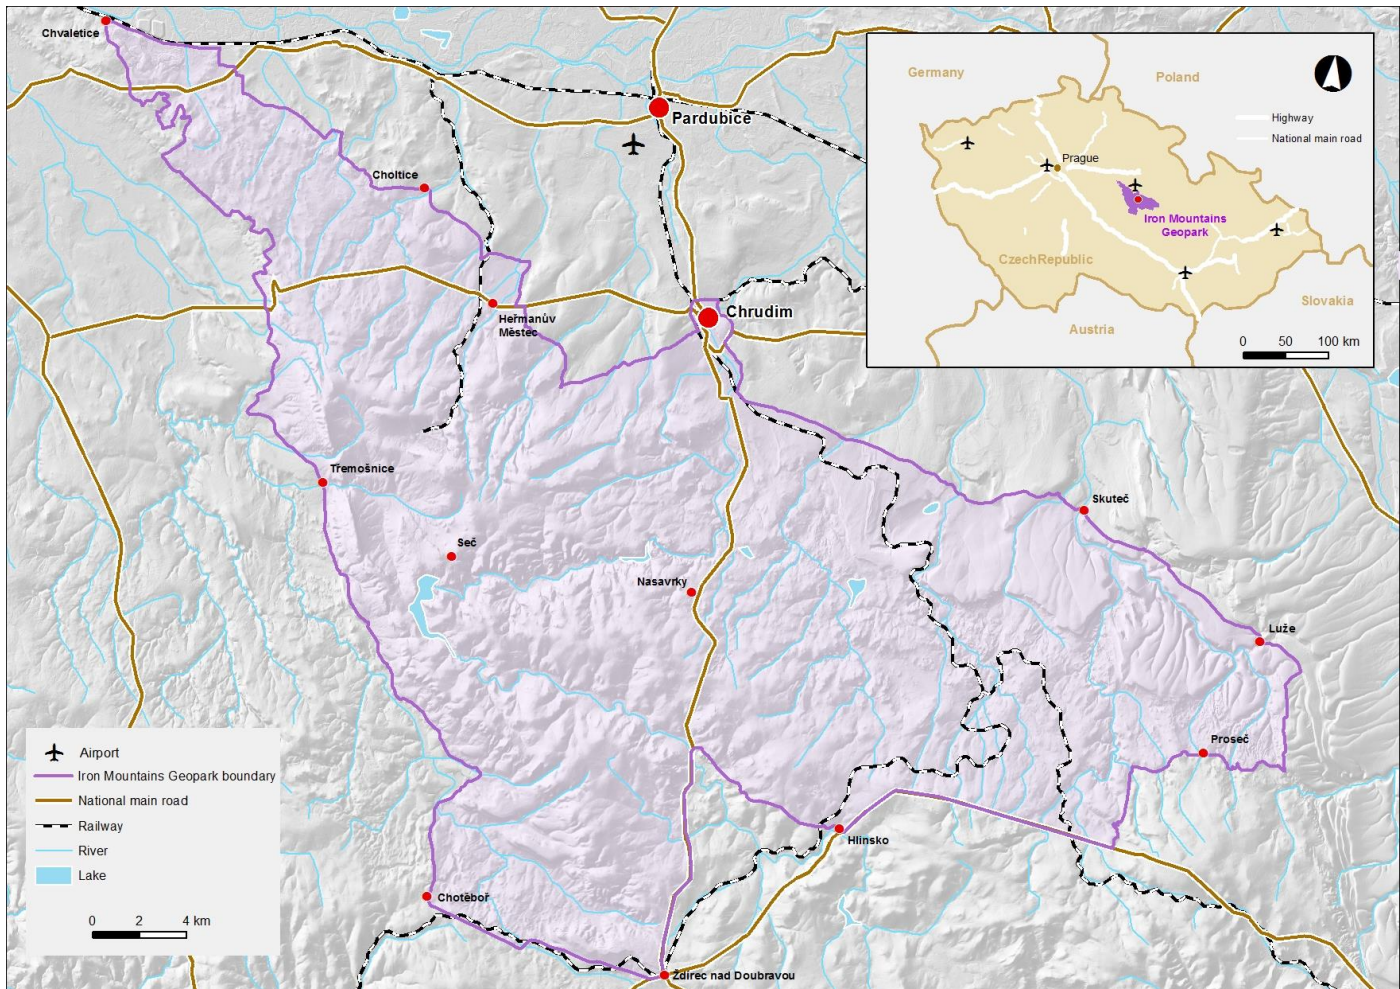 Chvaletice
Pardubice
Choltice
Heřmanův
Městec
Chrudim
Třemošnice
Seč
Nasavrky
Skuteč
Luže
Proseč
Hlinsko
Chotěboř
Ždírec nad Doubravou
Germany
Poland
Highway
National main road
Prague
Iron Mountains
Geopark
CzechRepublic
Slovakia
Austria
0 50 100 km
Airport
Iron Mountains Geopark boundary
National main road
Railway
River
Lake
0 2 4 km